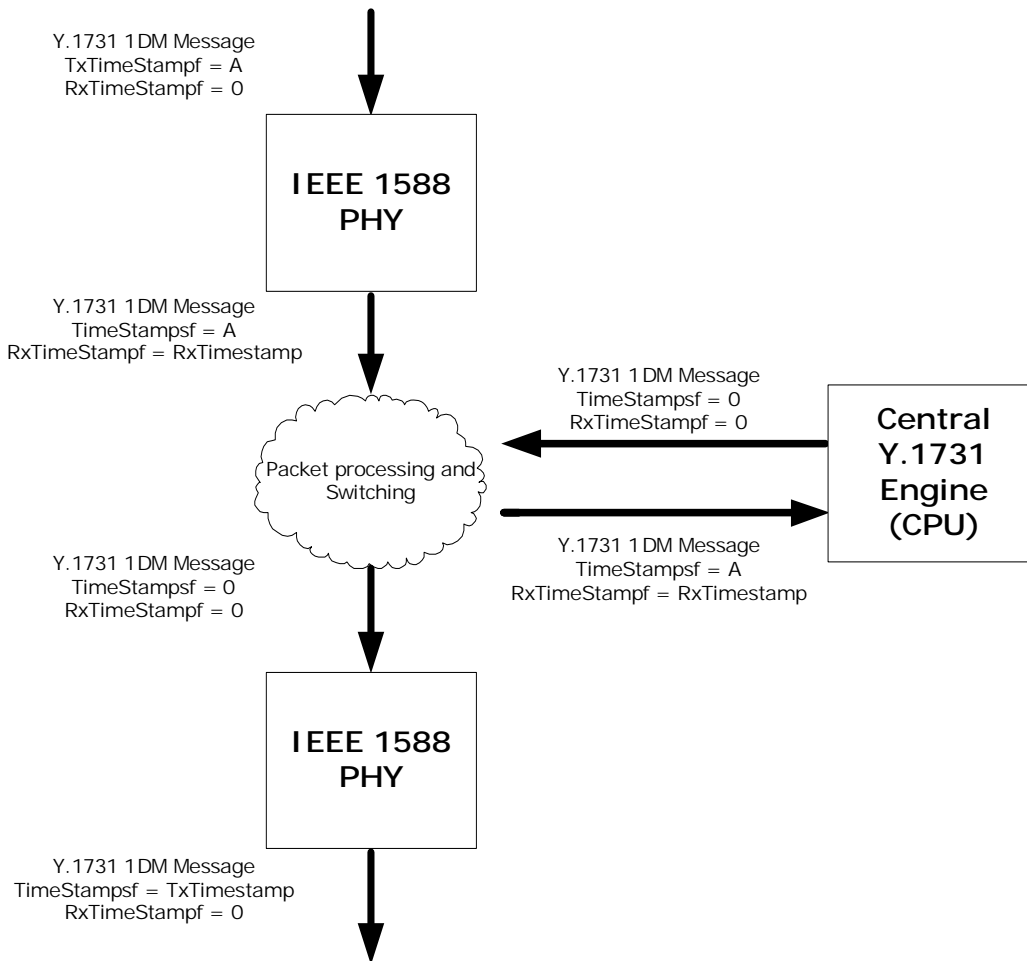 Y.1731 1DM Message
TxTimeStampf = A
RxTimeStampf = 0
IEEE 1588
PHY
Y.1731 1DM Message
TimeStampsf = A
RxTimeStampf = RxTimestamp
Y.1731 1DM Message
TimeStampsf = 0
RxTimeStampf = 0
Central
Y.1731
Engine
(CPU)
Packet processing and
Switching
Y.1731 1DM Message
TimeStampsf = A
RxTimeStampf = RxTimestamp
Y.1731 1DM Message
TimeStampsf = 0
RxTimeStampf = 0
IEEE 1588
PHY
Y.1731 1DM Message
TimeStampsf = TxTimestamp
RxTimeStampf = 0